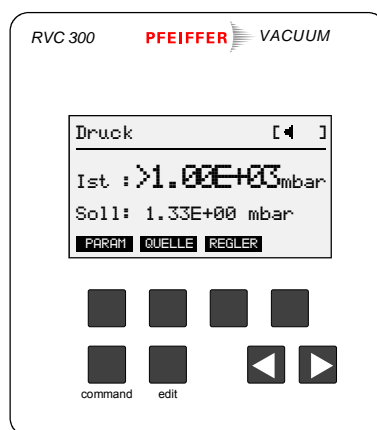 RVC 300 PFEIFFER VACUUM
Druck [◀ ]
Ist :>1.00E+03mbar
Soll: 1.33E+00 mbar
PARAM QUELLE REGLER
command edit